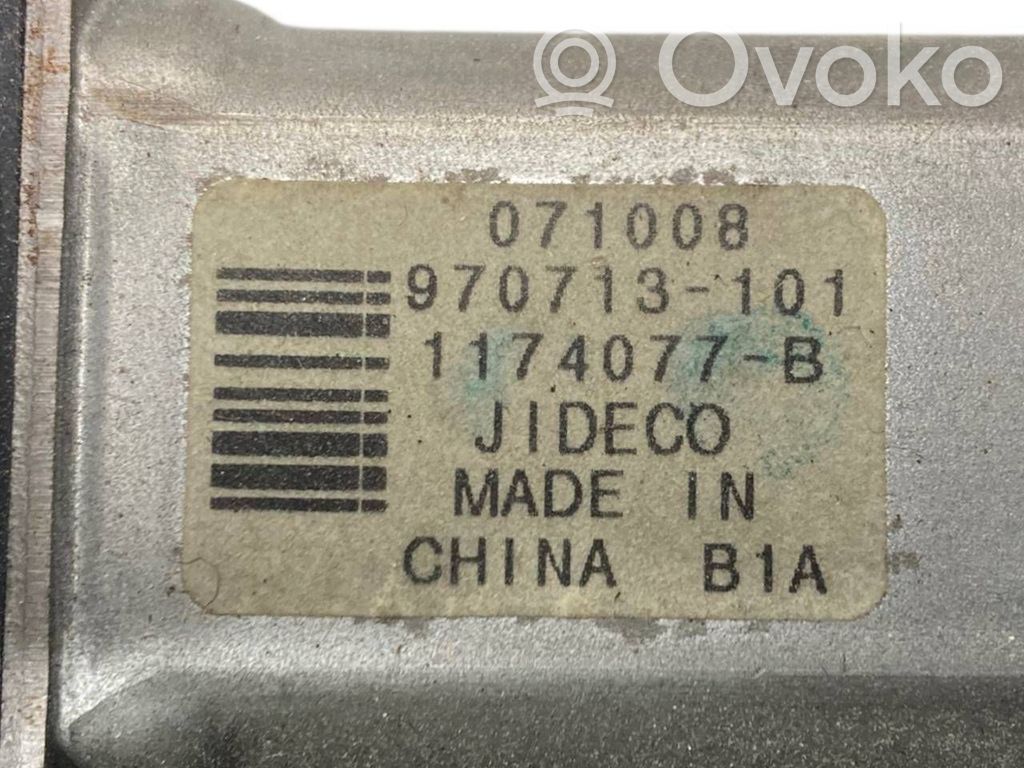 ® Ovoko
071008
970713-101
1174077-B
JIDECO
MADE IN
CHINA B1A